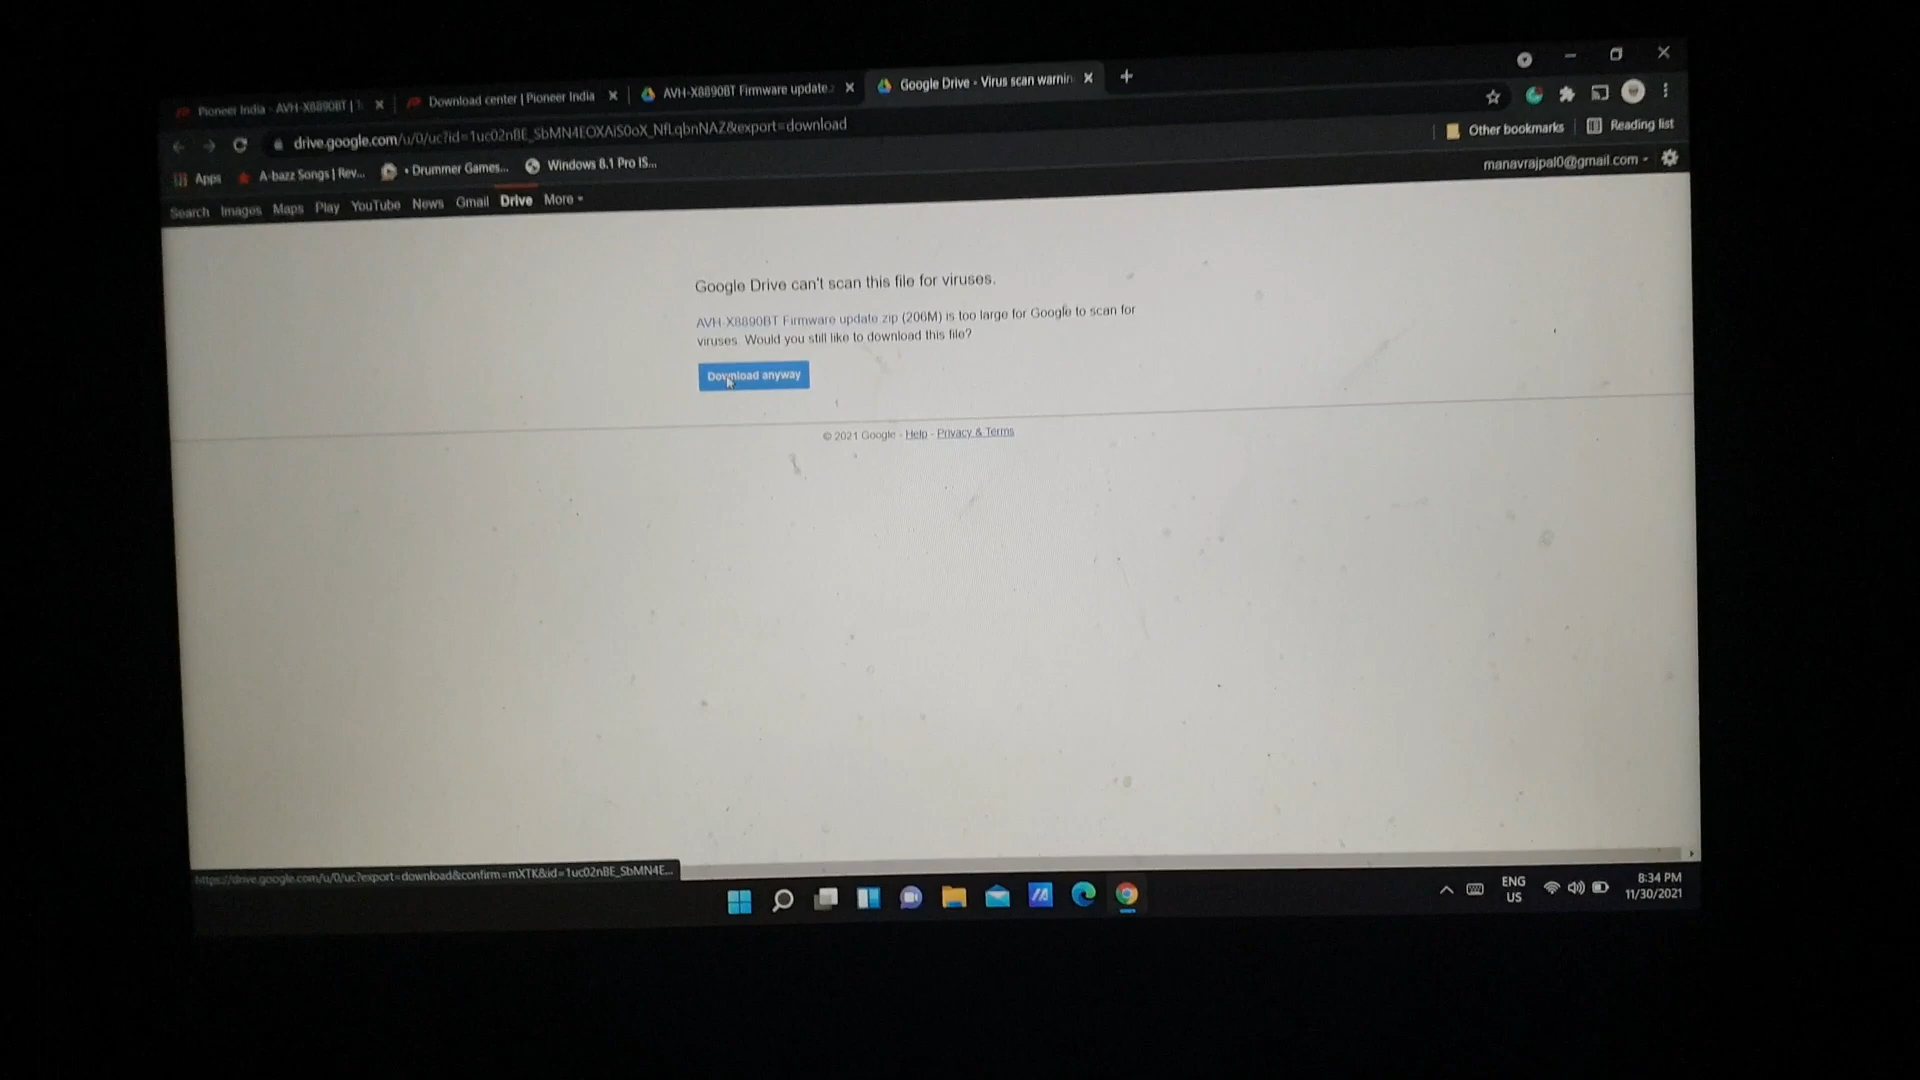 Pioneer India - AVH-X8890BT |
Download center | Pioneer India
AVH-X8890BT Firmware update.
Google Drive - Virus scan warnin
drive.google.com/u/0/uc?id=1uc02nBE_SbMN4EOXAiS0oX_NfLqbnNAZ&export=download
Apps
A-bazz Songs | Rev...
• Drummer Games...
Windows 8.1 Pro IS...
Other bookmarks
Reading list
Search Images Maps Play YouTube News Gmail Drive More
manavrajpal0@gmail.com
Google Drive can't scan this file for viruses.
AVH-X8890BT Firmware update.zip (206M) is too large for Google to scan for
viruses. Would you still like to download this file?
Download anyway
© 2021 Google - Help - Privacy & Terms
https://drive.google.com/u/0/uc?export=download&confirm=mXTK&id=1uc02nBE_SbMN4E...
ENG
US
8:34 PM
11/30/2021